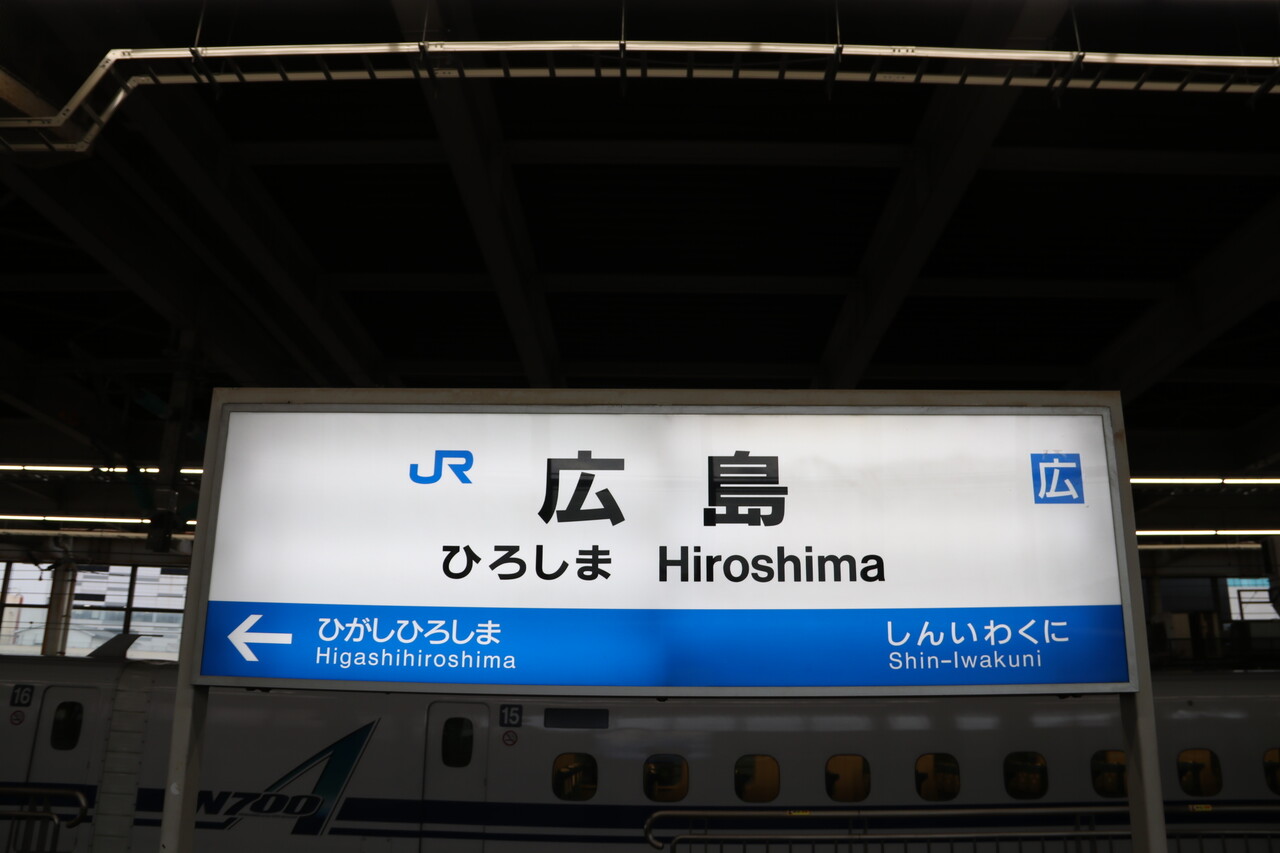 JR 広島 広
ひろしま Hiroshima
← ひがしひろしま しんいわくに
Higashihiroshima Shin-Iwakuni
16 15
N700A